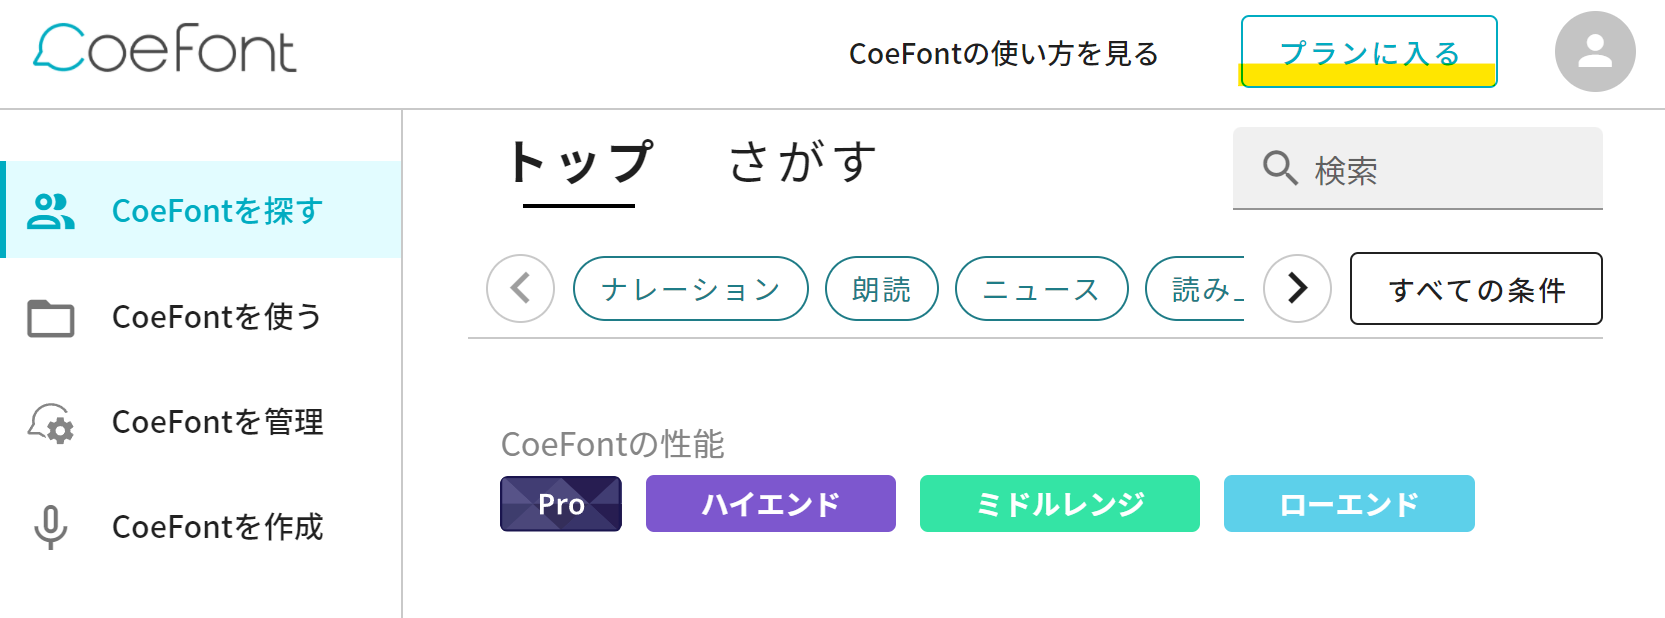 CoeFont
CoeFontの使い方を見る
プランに入る
CoeFontを探す
CoeFontを使う
CoeFontを管理
CoeFontを作成
トップ さがす
検索
ナレーション 朗読 ニュース 読み
すべての条件
CoeFontの性能
Pro ハイエンド ミドルレンジ ローエンド